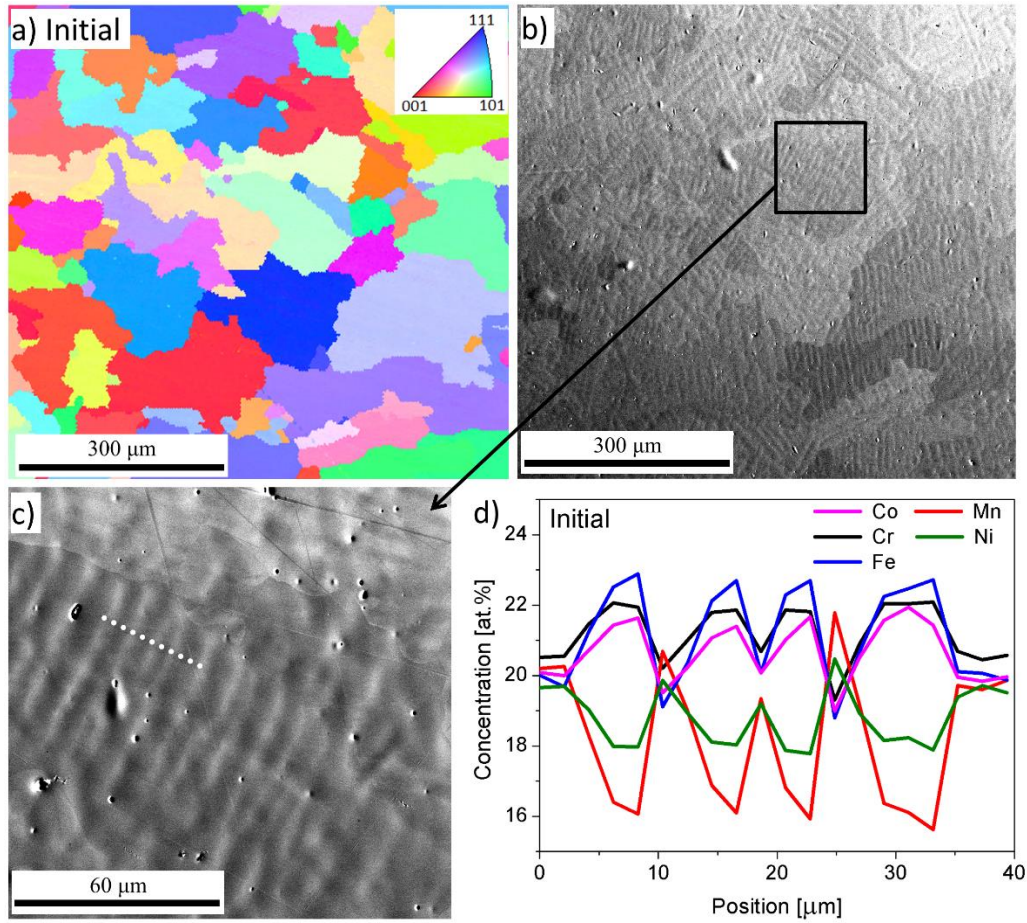 a) Initial
111
001
101
300 μm
b)
300 μm
c)
60 μm
d)
Initial
Co
Mn
Cr
Ni
Fe
Concentration [at.%]
24
22
20
18
16
0
10
20
30
40
Position [μm]